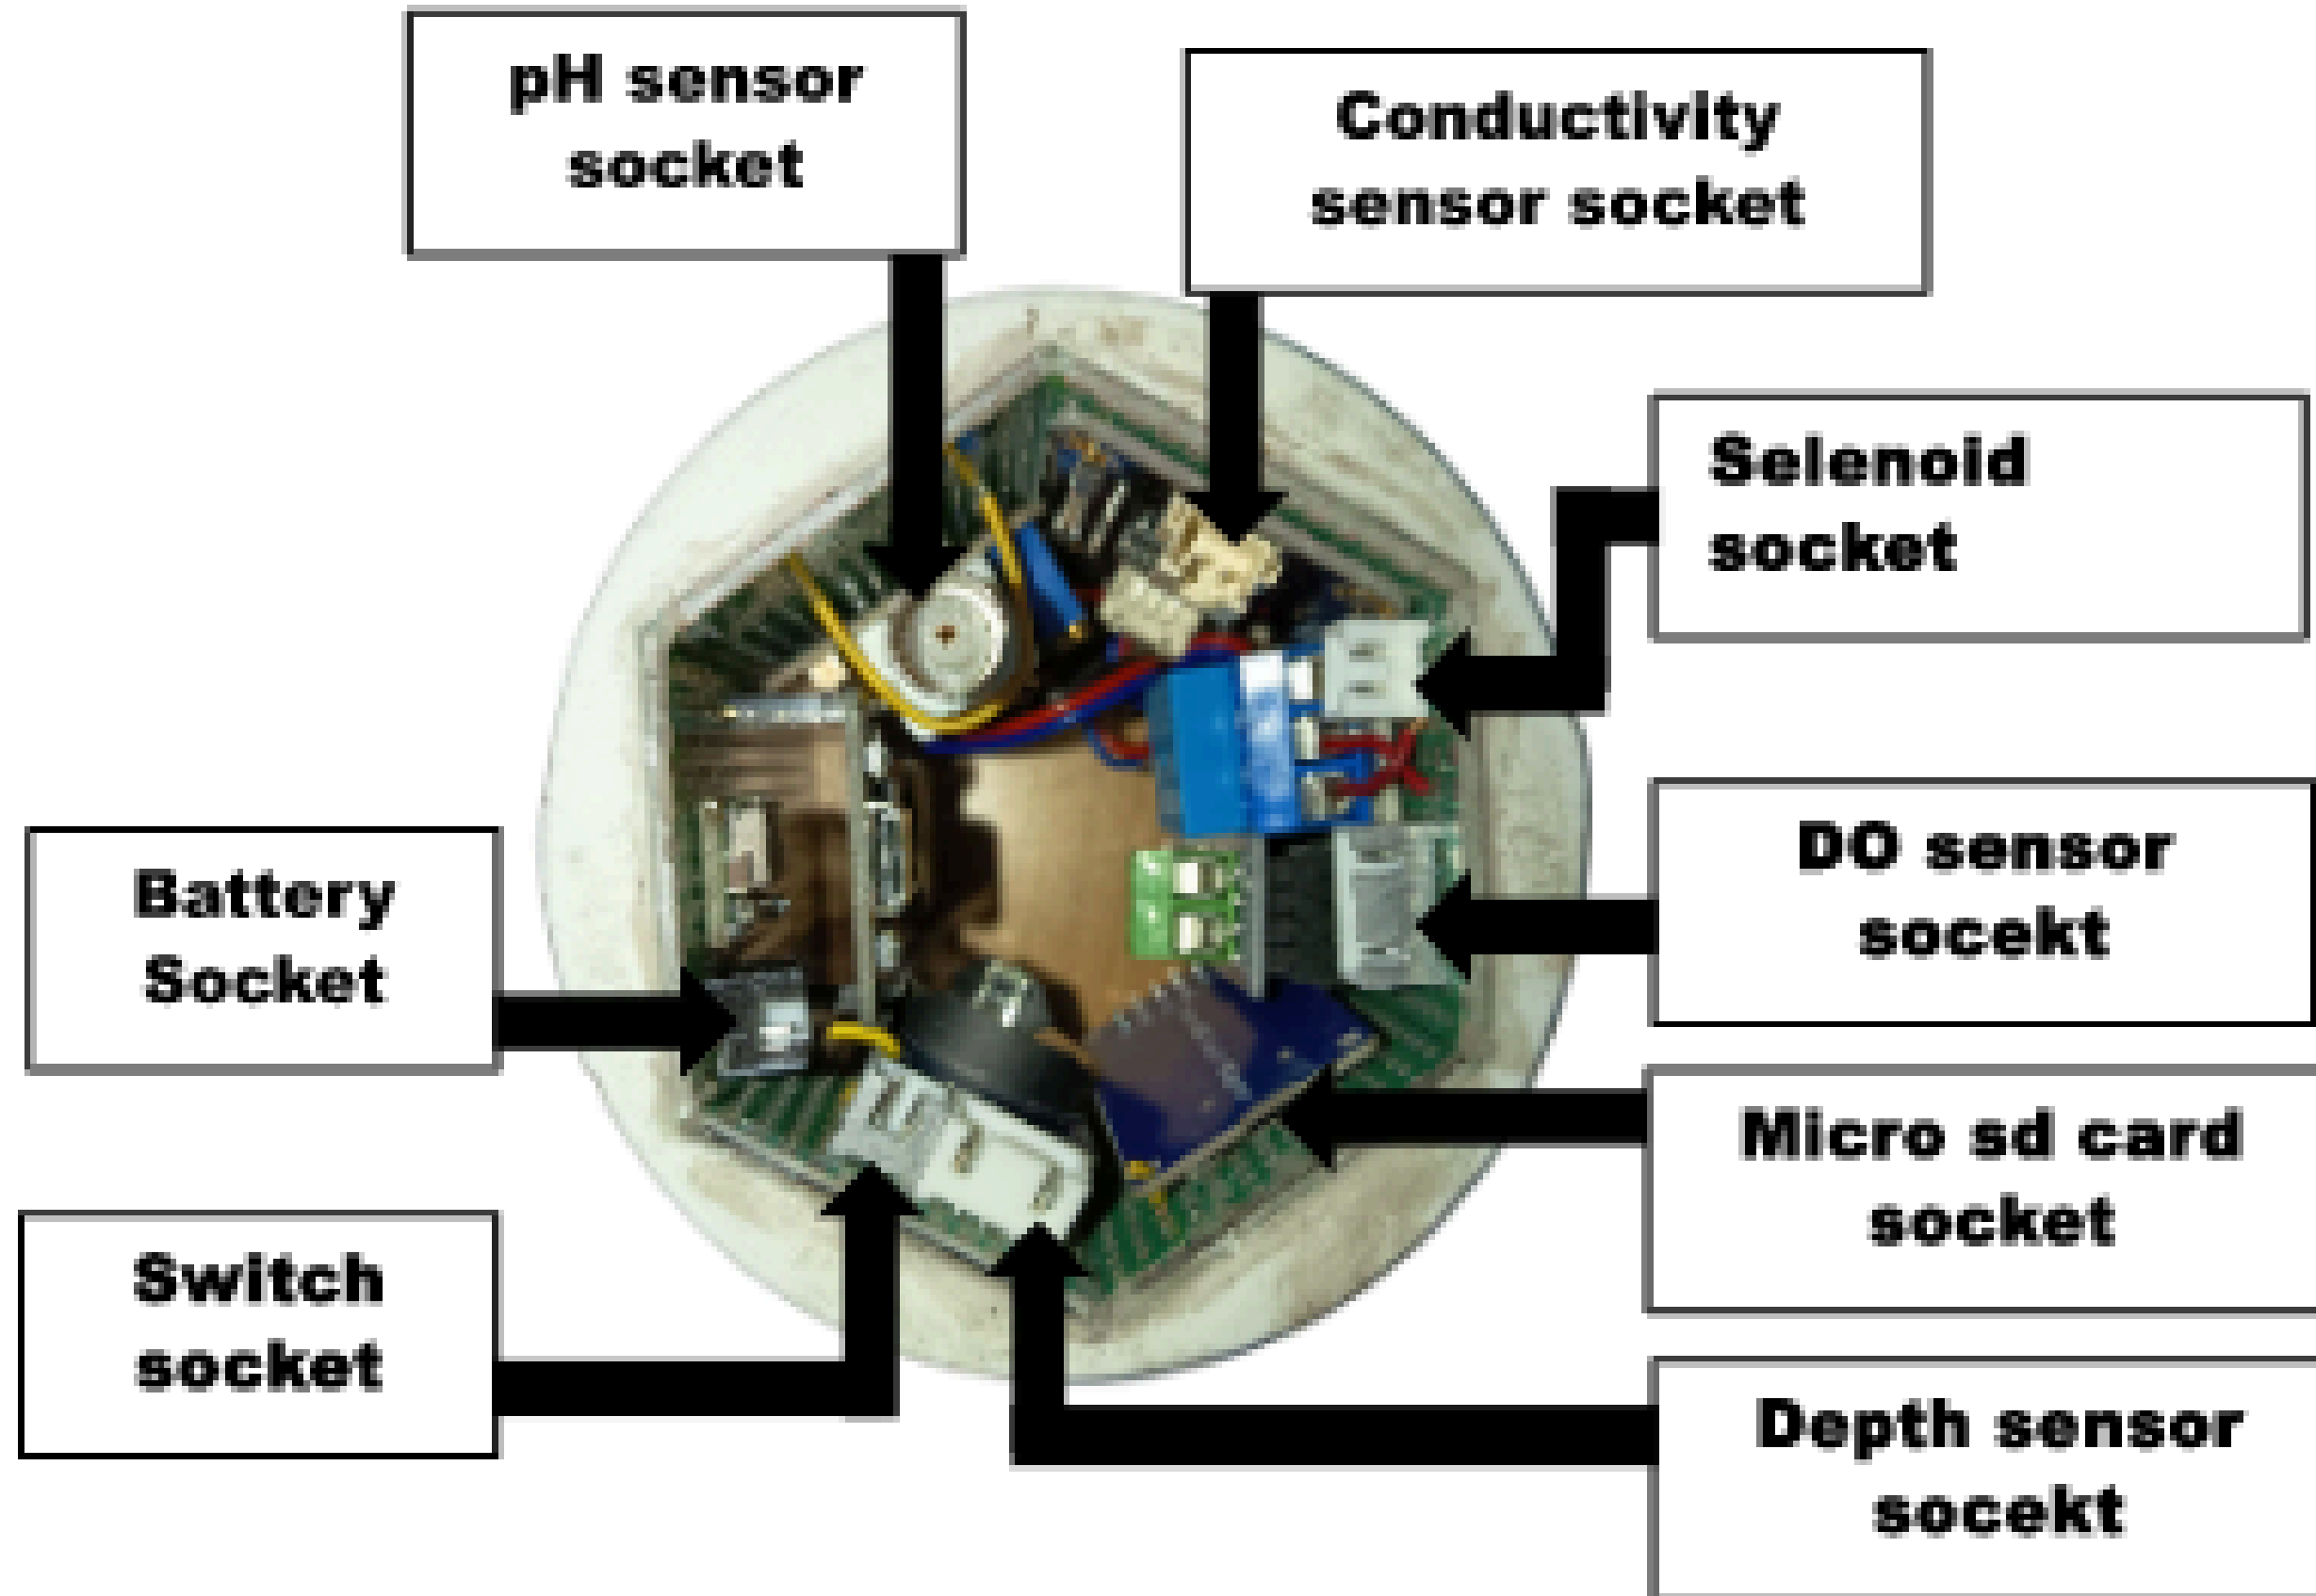 pH sensor
socket
Conductivity
sensor socket
Selenoid
socket
DO sensor
socekt
Battery
Socket
Micro sd card
socket
Switch
socket
Depth sensor
socekt